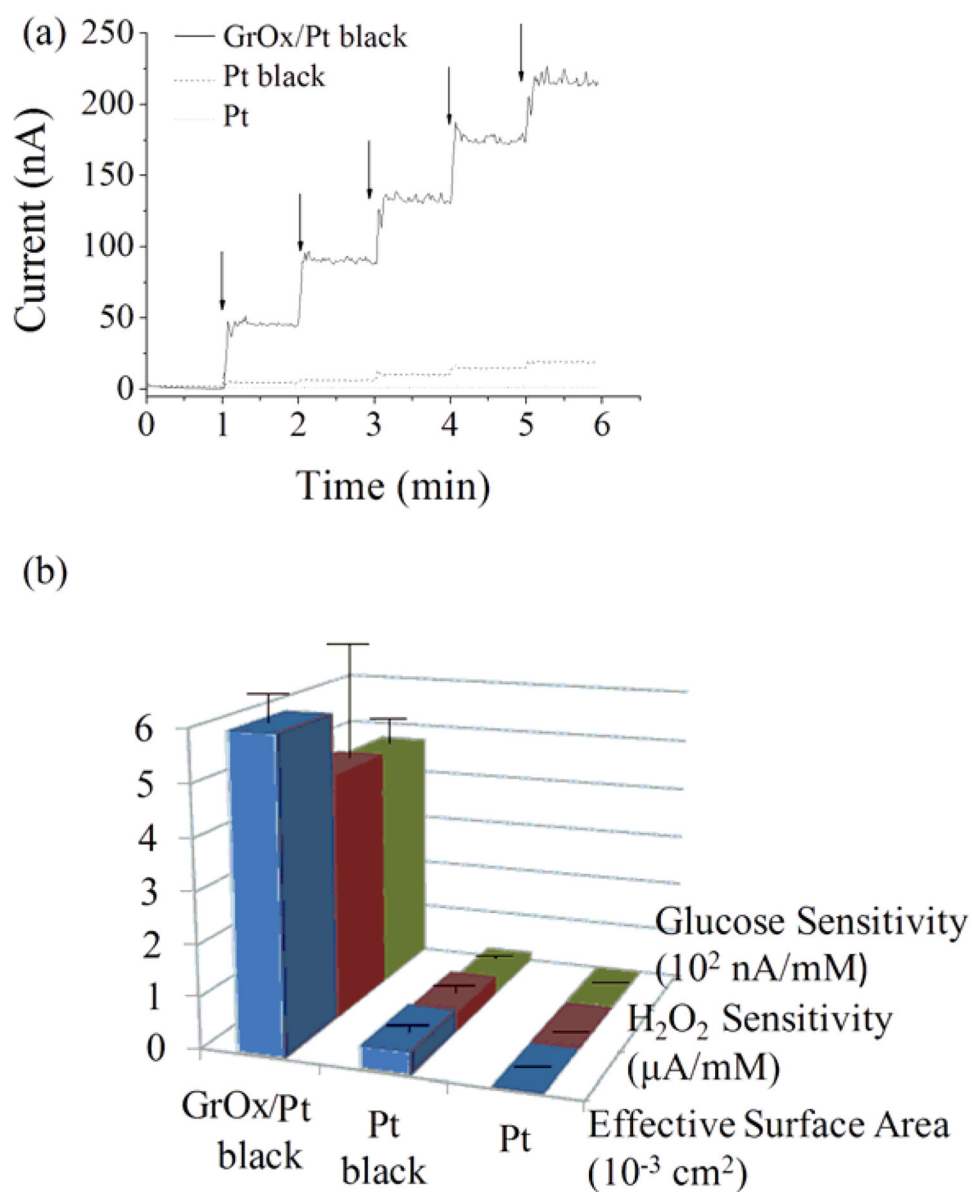 (a)
250
200
150
100
50
0
Current (nA)
GrOx/Pt black
Pt black
Pt
0 1 2 3 4 5 6
Time (min)
(b)
6
5
4
3
2
1
0
GrOx/Pt
black
Pt
black
Pt
Glucose Sensitivity
(10² nA/mM)
H₂O₂ Sensitivity
(µA/mM)
Effective Surface Area
(10⁻³ cm²)